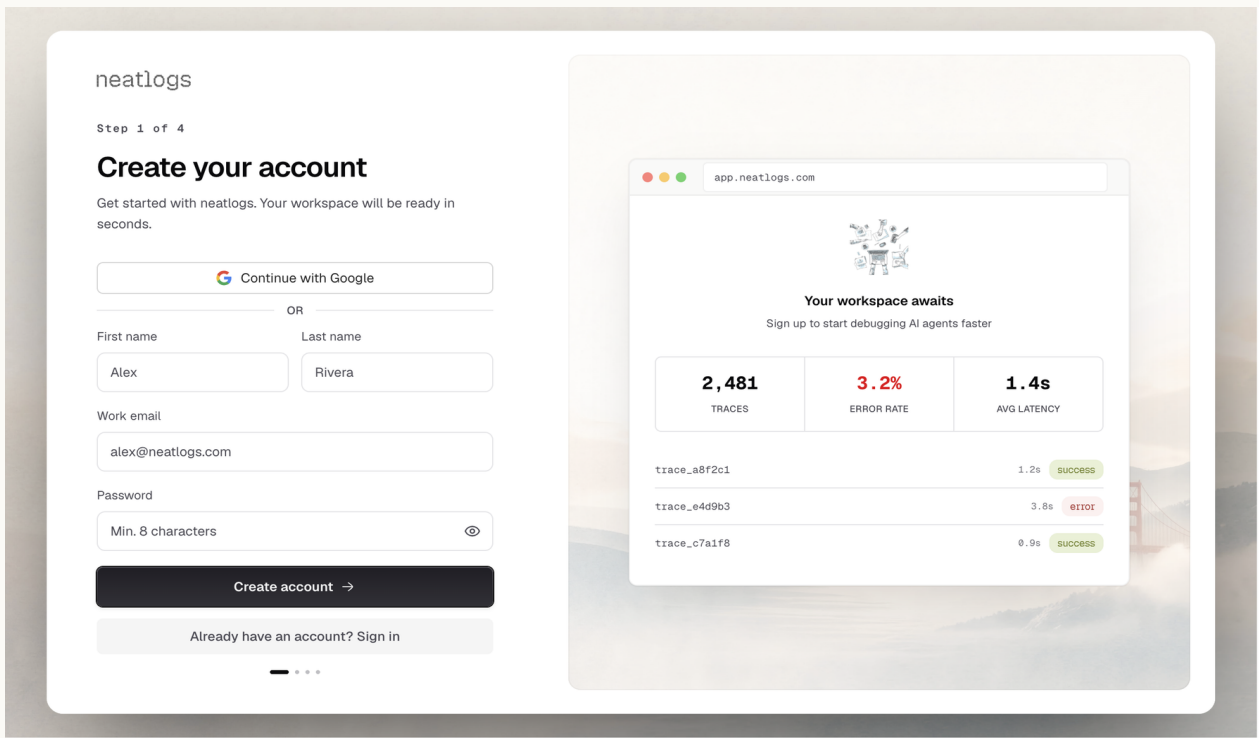 neatlogs
Step 1 of 4
Create your account
Get started with neatlogs. Your workspace will be ready in
seconds.
Continue with Google
OR
First name
Last name
Alex
Rivera
Work email
alex@neatlogs.com
Password
Min. 8 characters
Create account →
Already have an account? Sign in
app.neatlogs.com
Your workspace awaits
Sign up to start debugging AI agents faster
2,481
3.2%
1.4s
TRACES
ERROR RATE
AVG LATENCY
trace_a8f2c1 1.2s success
trace_e4d9b3 3.8s error
trace_c7a1f8 0.9s success